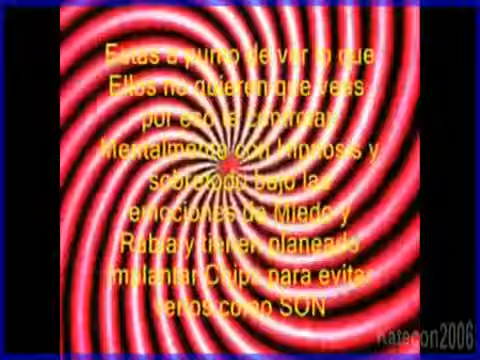 Estas a punto de ver lo que
Ellos no quieren que veas
por eso te controlan
Mentalmente con Hipnosis y
sobretodo bajo las
emociones de Miedo y
Rabia y tienen planeado
implantar Chips para evitar
verlos como SON
Katecon2006